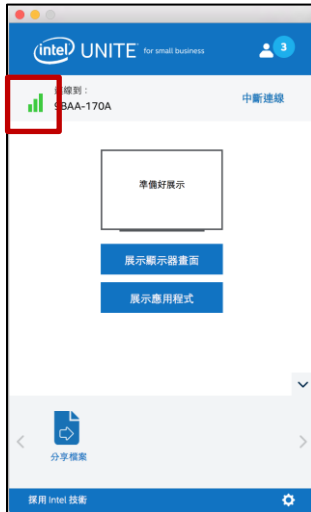 intel UNITE for small business
3
連線到：
9BAA-170A
中斷連線
準備好展示
展示顯示器畫面
展示應用程式
分享檔案
採用 Intel 技術